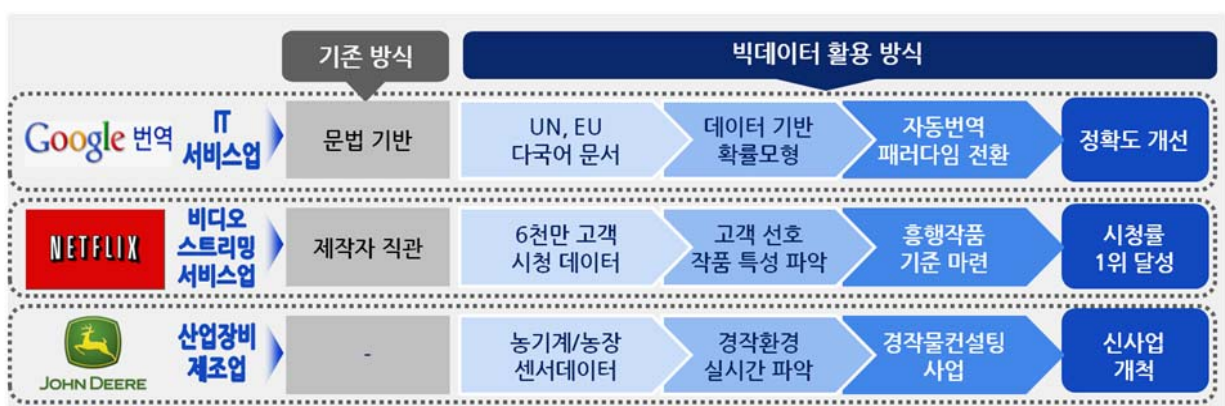 기존 방식
빅데이터 활용 방식
Google 번역
IT
서비스업
문법 기반
UN, EU
다국어 문서
데이터 기반
확률모형
자동번역
패러다임 전환
정확도 개선
NETFLIX
비디오
스트리밍
서비스업
제작자 직관
6천만 고객
시청 데이터
고객 선호
작품 특성 파악
흥행작품
기준 마련
시청률
1위 달성
JOHN DEERE
산업장비
제조업
-
농기계/농장
센서데이터
경작환경
실시간 파악
경작물컨설팅
사업
신사업
개척